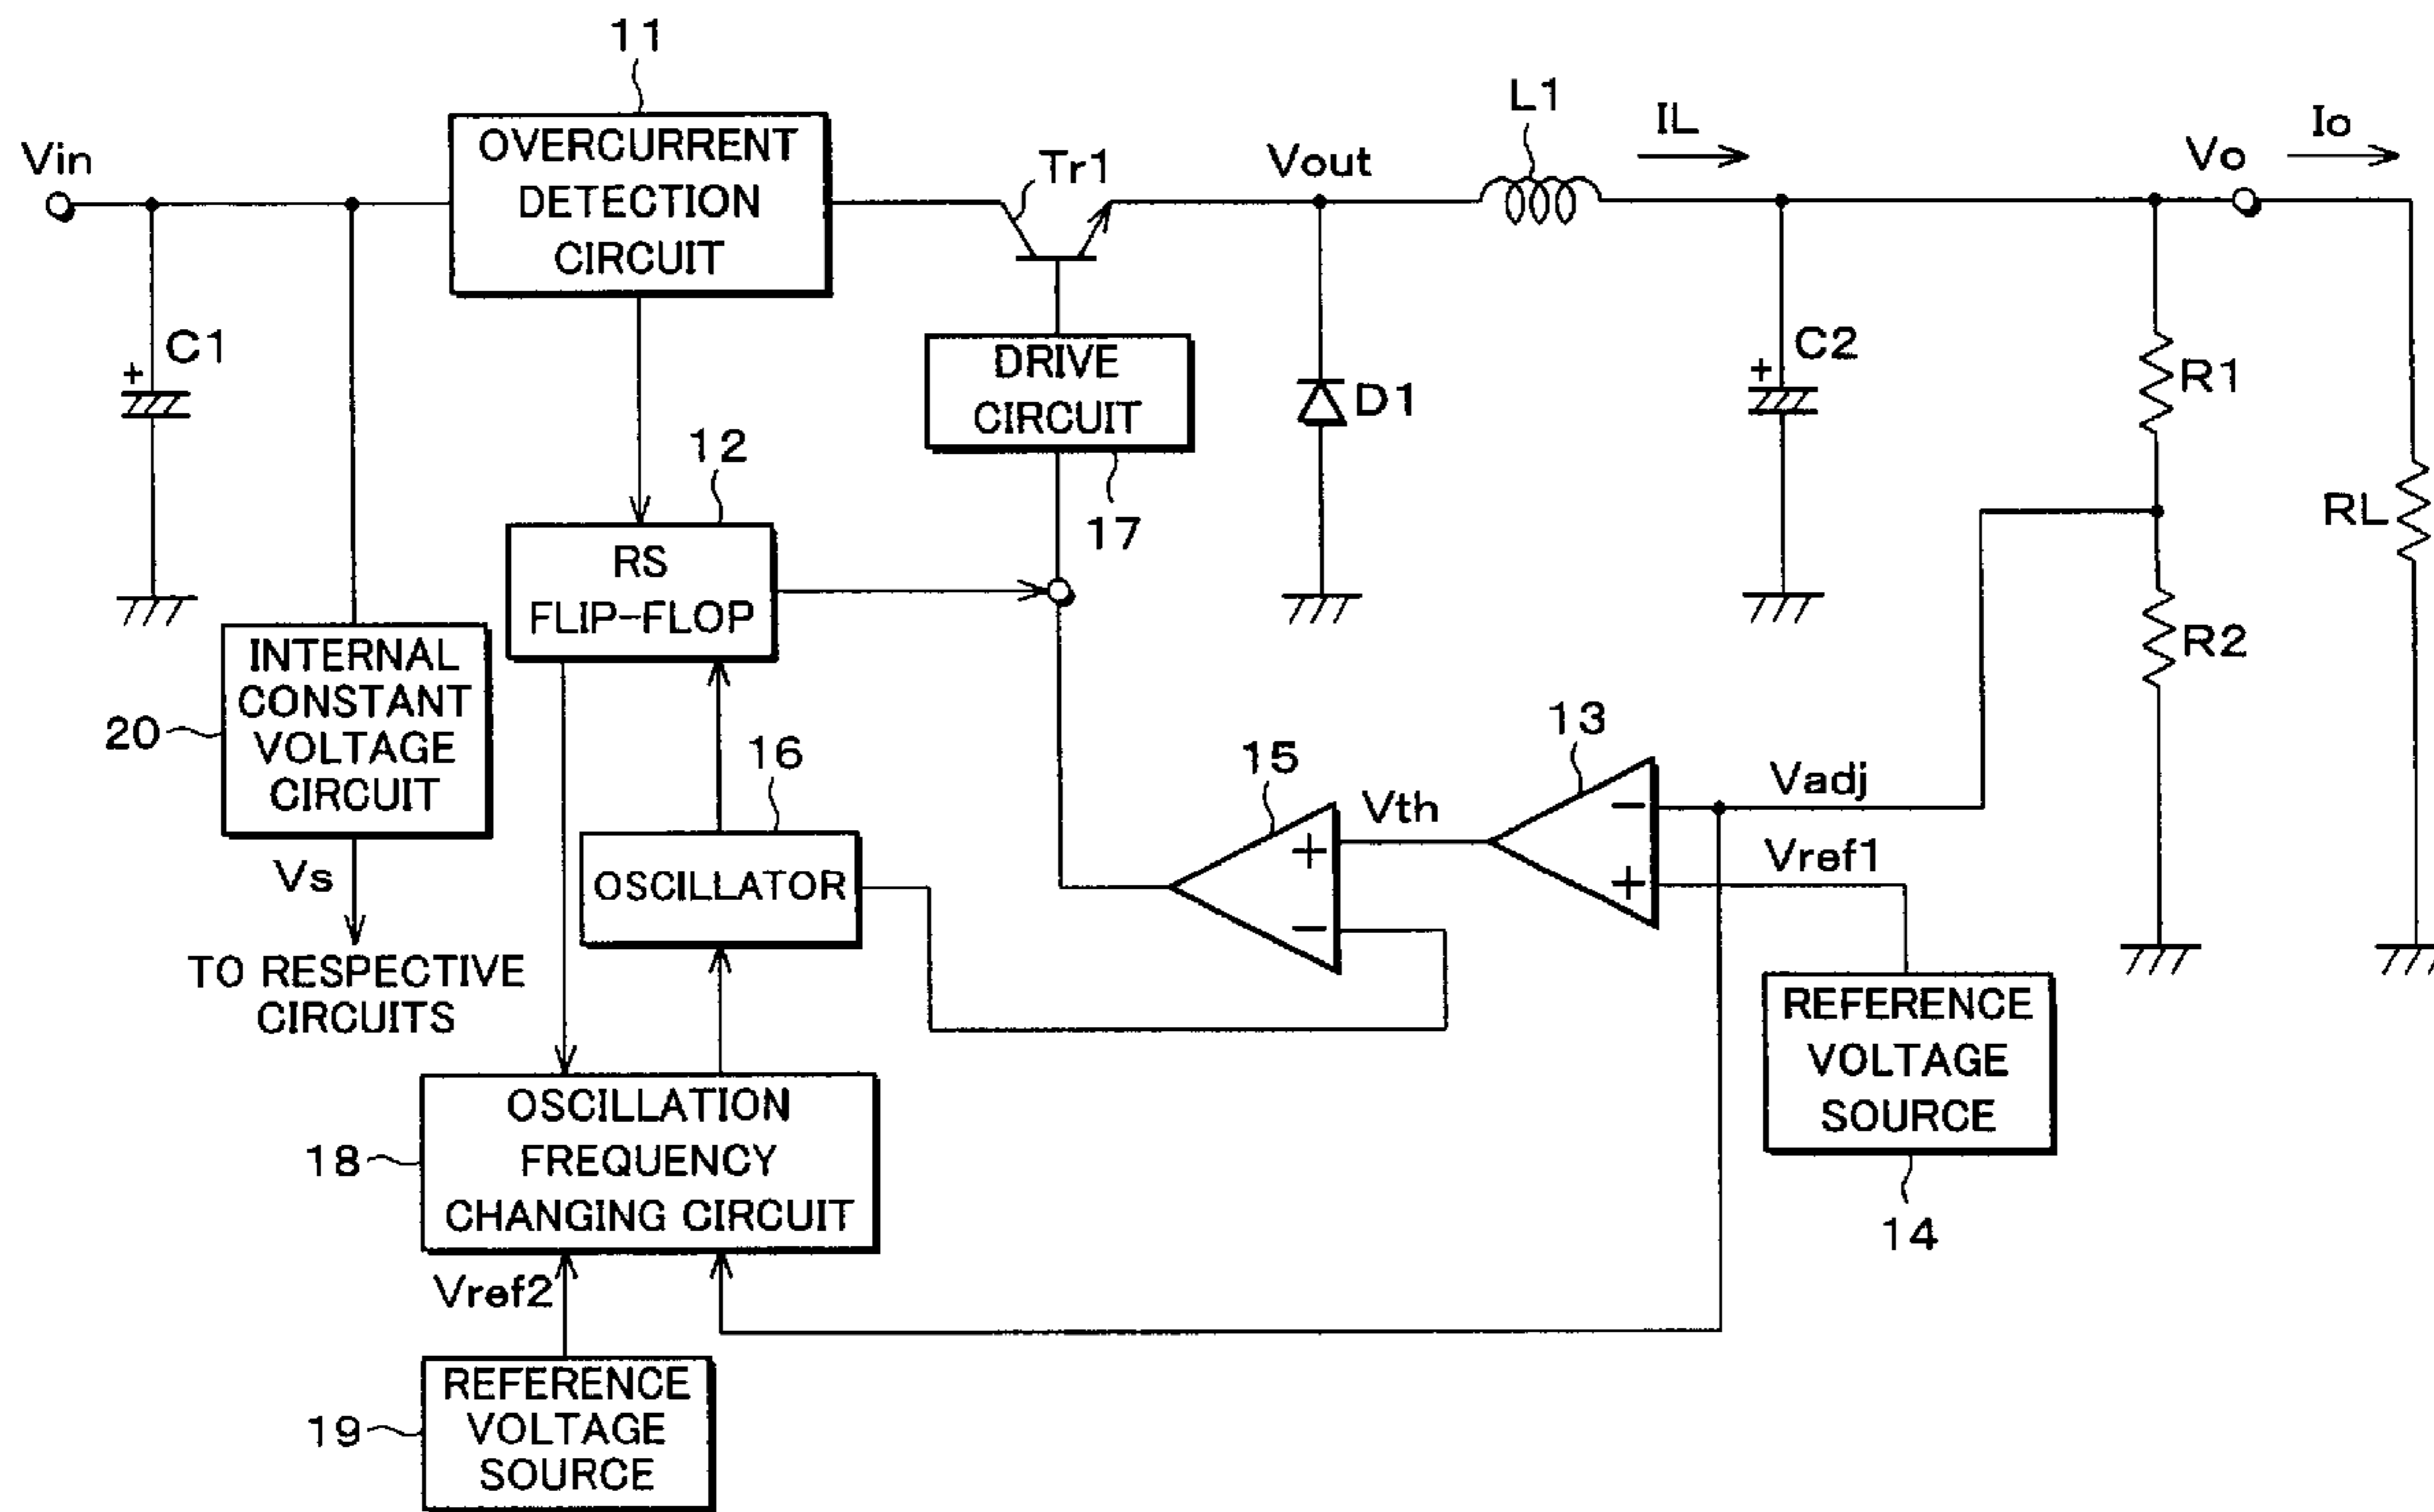 11
L1
IL
Io
Vin
OVERCURRENT
DETECTION
CIRCUIT
Tr1
Vout
Vo
C1
+
DRIVE
CIRCUIT
D1
C2
+
R1
12
17
RL
RS
FLIP-FLOP
R2
INTERNAL
CONSTANT
VOLTAGE
CIRCUIT
20
16
15
13
Vth
Vadj
Vref1
+
−
−
+
Vs
OSCILLATOR
TO RESPECTIVE
CIRCUITS
REFERENCE
VOLTAGE
SOURCE
14
OSCILLATION
FREQUENCY
CHANGING CIRCUIT
18
Vref2
REFERENCE
VOLTAGE
SOURCE
19